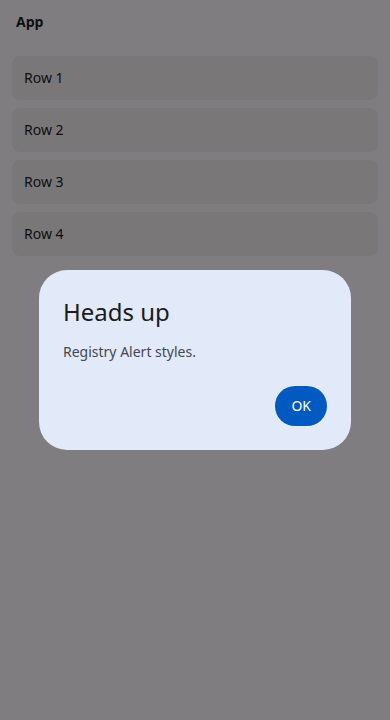 App
Row 1
Row 2
Row 3
Row 4
Heads up
Registry Alert styles.
OK